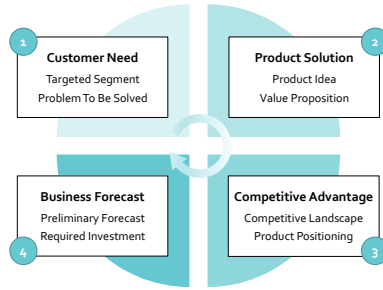 1
Customer Need
Targeted Segment
Problem To Be Solved
2
Product Solution
Product Idea
Value Proposition
3
Competitive Advantage
Competitive Landscape
Product Positioning
4
Business Forecast
Preliminary Forecast
Required Investment